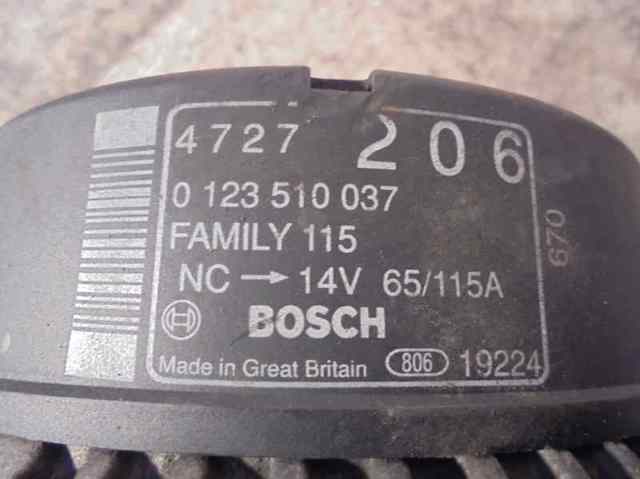 4727 206
0 123 510 037
FAMILY 115
NC → 14V 65/115A
BOSCH
Made in Great Britain 806 19224
670